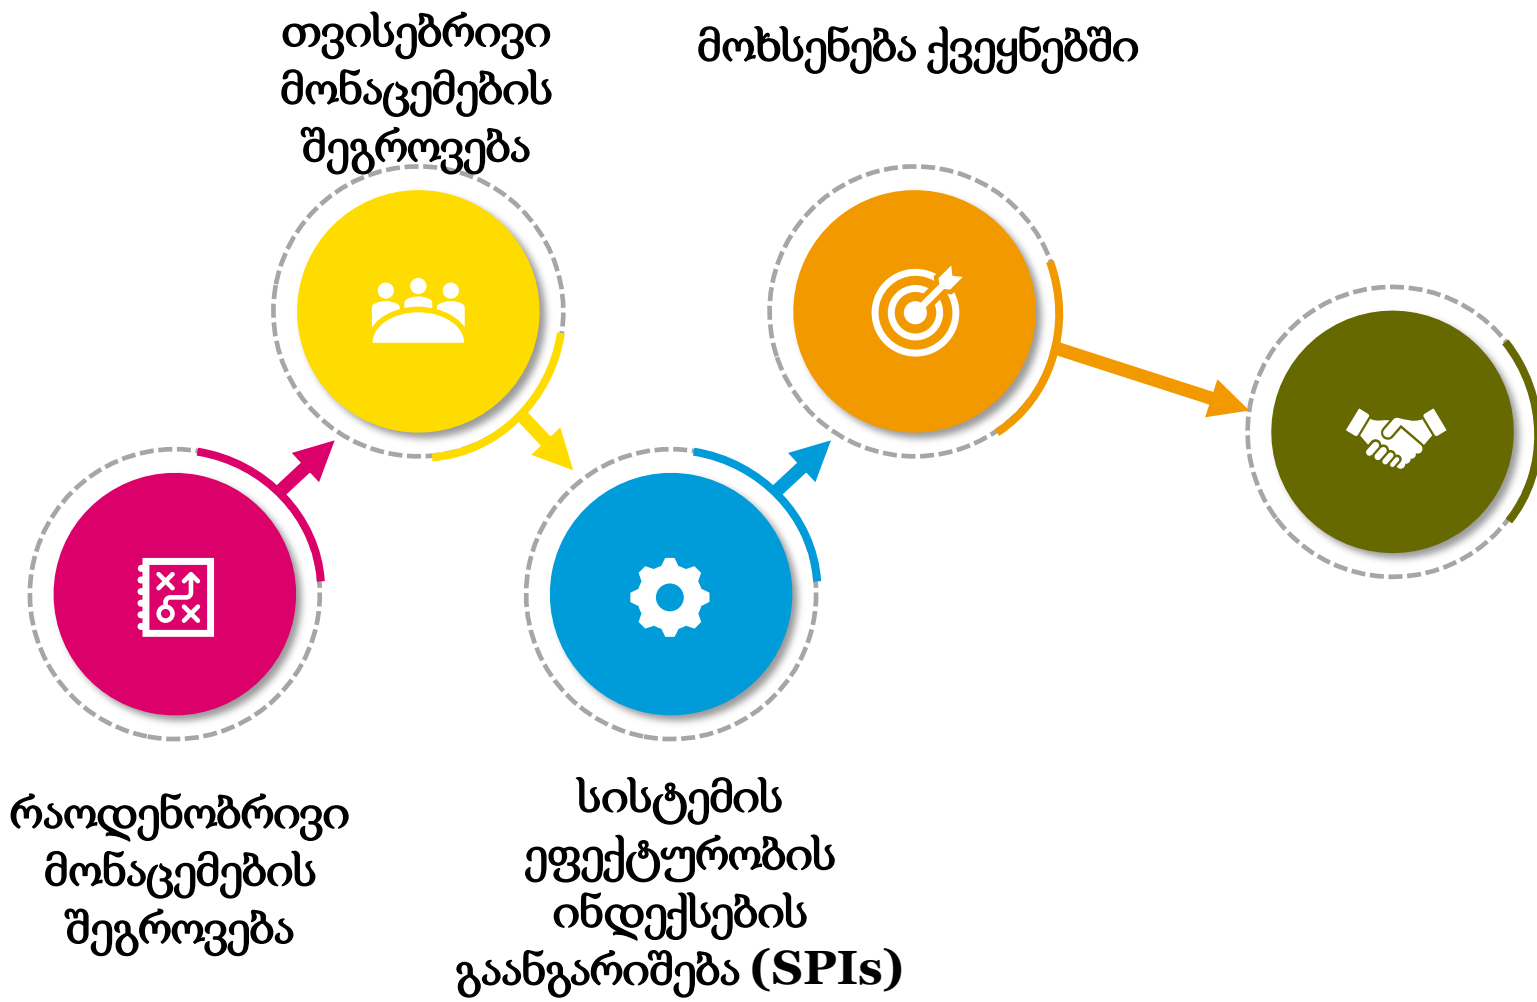 თვისებრივი
მონაცემების
შეგროვება
მოხსენება ქვეყნებში
რაოდენობრივი
მონაცემების
შეგროვება
სისტემის
ეფექტურობის
ინდექსების
გაანგარიშება (SPIs)